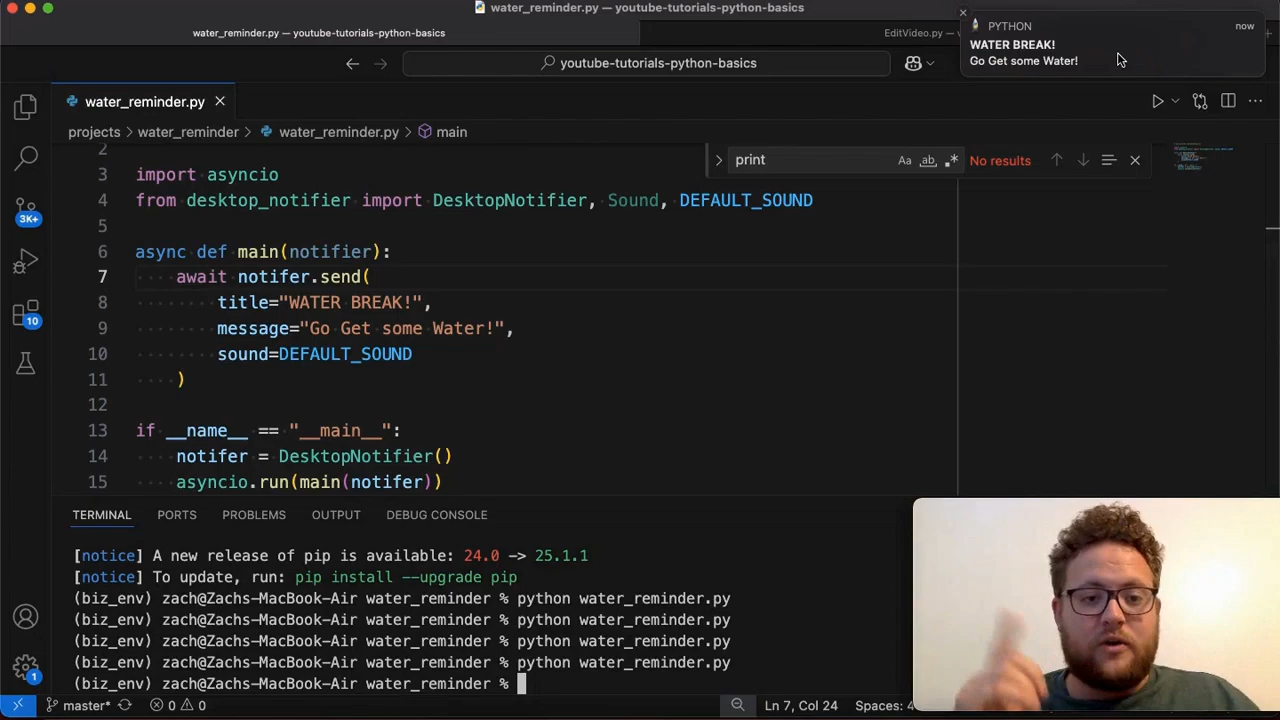 water_reminder.py — youtube-tutorials-python-basics
water_reminder.py — youtube-tutorials-python-basics
EditVideo.py —
PYTHON
now
WATER BREAK!
Go Get some Water!
youtube-tutorials-python-basics
water_reminder.py
projects > water_reminder > water_reminder.py > main
print
Aa
ab
No results
2
3 import asyncio
4 from desktop_notifier import DesktopNotifier, Sound, DEFAULT_SOUND
5
6 async def main(notifier):
7 await notifer.send(
8 title="WATER BREAK!",
9 message="Go Get some Water!",
10 sound=DEFAULT_SOUND
11 )
12
13 if __name__ == "__main__":
14 notifer = DesktopNotifier()
15 asyncio.run(main(notifer))
3K+
10
1
TERMINAL PORTS PROBLEMS OUTPUT DEBUG CONSOLE
[notice] A new release of pip is available: 24.0 -> 25.1.1
[notice] To update, run: pip install --upgrade pip
(biz_env) zach@Zachs-MacBook-Air water_reminder % python water_reminder.py
(biz_env) zach@Zachs-MacBook-Air water_reminder % python water_reminder.py
(biz_env) zach@Zachs-MacBook-Air water_reminder % python water_reminder.py
(biz_env) zach@Zachs-MacBook-Air water_reminder % python water_reminder.py
(biz_env) zach@Zachs-MacBook-Air water_reminder %
master* 0 0 Ln 7, Col 24 Spaces: 4